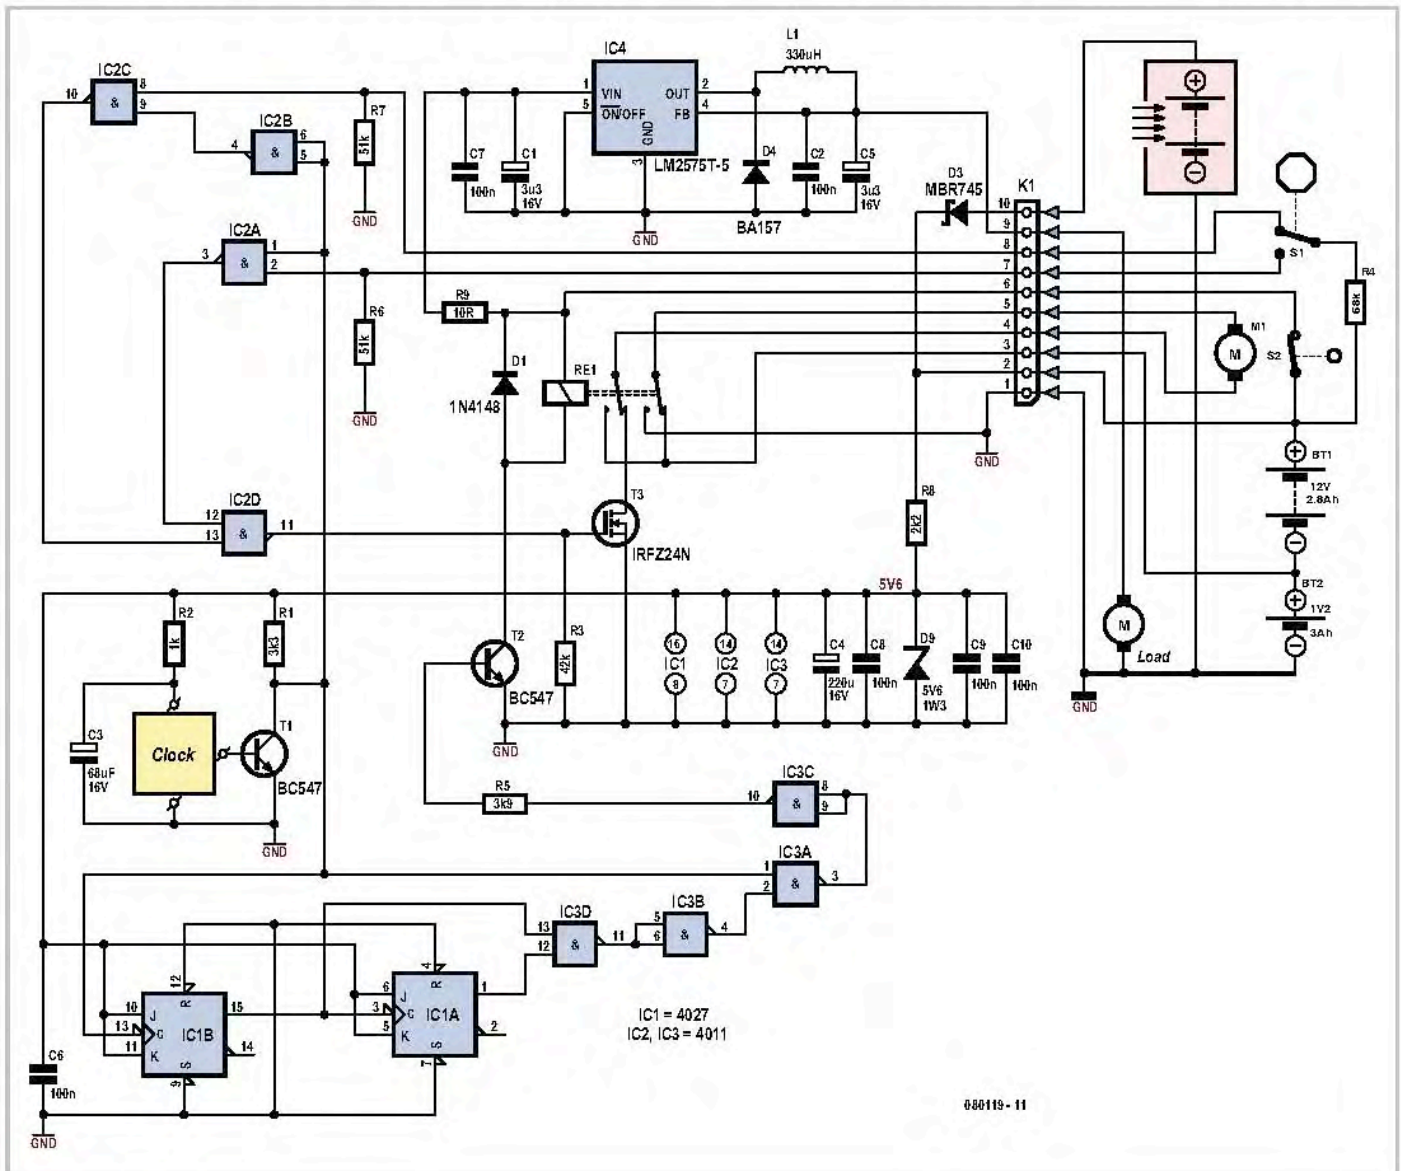 IC2C
10
&
8
9
IC2B
4
&
6
5
R7
51k
GND
IC2A
3
&
1
2
R6
51k
GND
IC2D
12
13
&
11
IC4
1
VIN
OUT
2
5
ON/OFF
FB
4
GND
3
LM2575T-5
L1
330uH
C7
100n
C1
3u3
16V
D4
BA157
C2
100n
C5
3u3
16V
GND
D3
MBR745
K1
10
9
8
7
6
5
4
3
2
1
S1
R4
68k
M1
M
S2
BT1
12V
2.8Ah
BT2
1V2
3Ah
M
Load
GND
R9
10R
D1
1N4148
RE1
GND
T3
IRFZ24N
R8
2k2
5V6
R2
1k
R1
3k3
C3
68uF
16V
Clock
T1
BC547
GND
T2
BC547
GND
R3
42k
16
IC1
8
14
IC2
7
14
IC3
7
C4
220u
16V
C8
100n
D9
5V6
1W3
C9
100n
C10
100n
R5
3k9
IC3C
10
&
8
9
IC3A
1
2
&
3
IC3D
13
12
&
11
IC3B
5
6
&
4
12
R
10
J
13
C
11
K
IC1B
15
14
S
9
4
R
6
J
3
C
5
K
IC1A
1
2
S
7
C6
100n
GND
IC1 = 4027
IC2, IC3 = 4011
080119 - 11